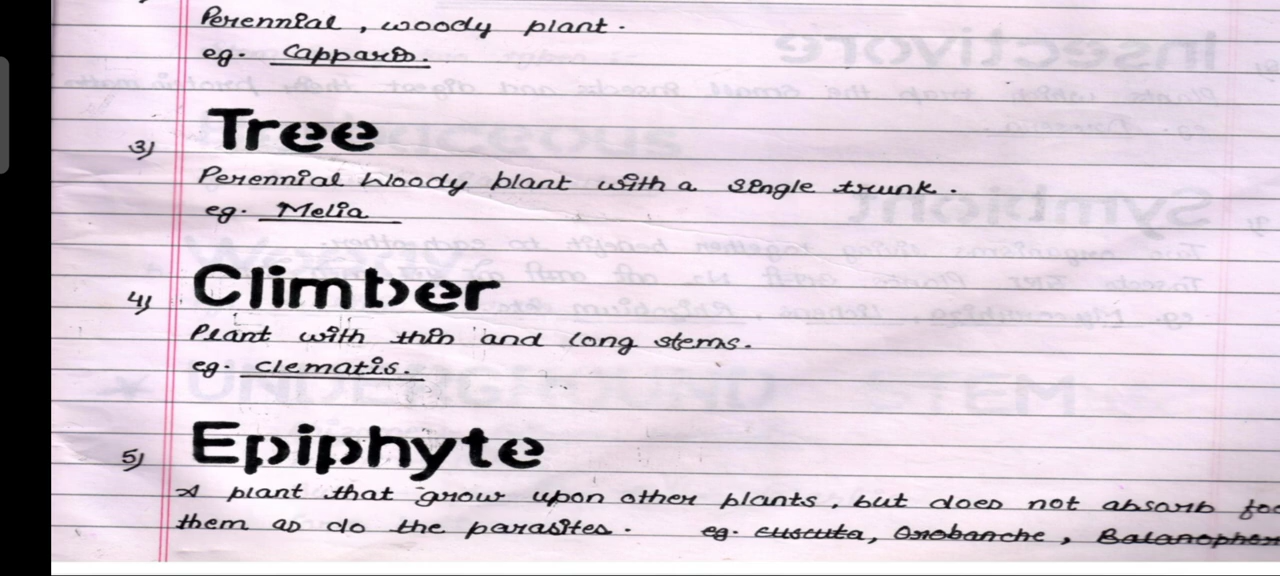 Perennial, woody plant.
eg. Capparis.
3) Tree
Perennial Woody plant with a single trunk.
eg. Melia
4) Climber
Plant with thin and long stems.
eg. Clematis.
5) Epiphyte
A plant that grow upon other plants, but does not absorb
them as do the parasites. eg. cuscuta, Orobanche,